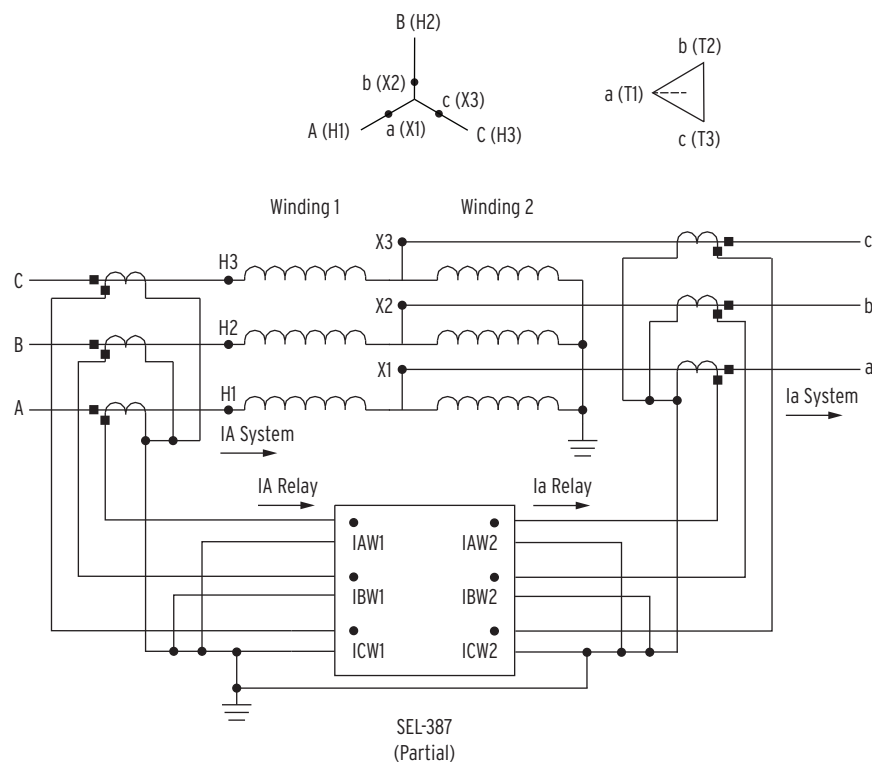 B (H2)
b (X2)
c (X3)
A (H1)
a (X1)
C (H3)
b (T2)
a (T1)
c (T3)
Winding 1
Winding 2
X3
c
H3
C
X2
b
H2
B
X1
a
H1
A
IA System
Ia System
IA Relay
Ia Relay
IAW1
IAW2
IBW1
IBW2
ICW1
ICW2
SEL-387
(Partial)